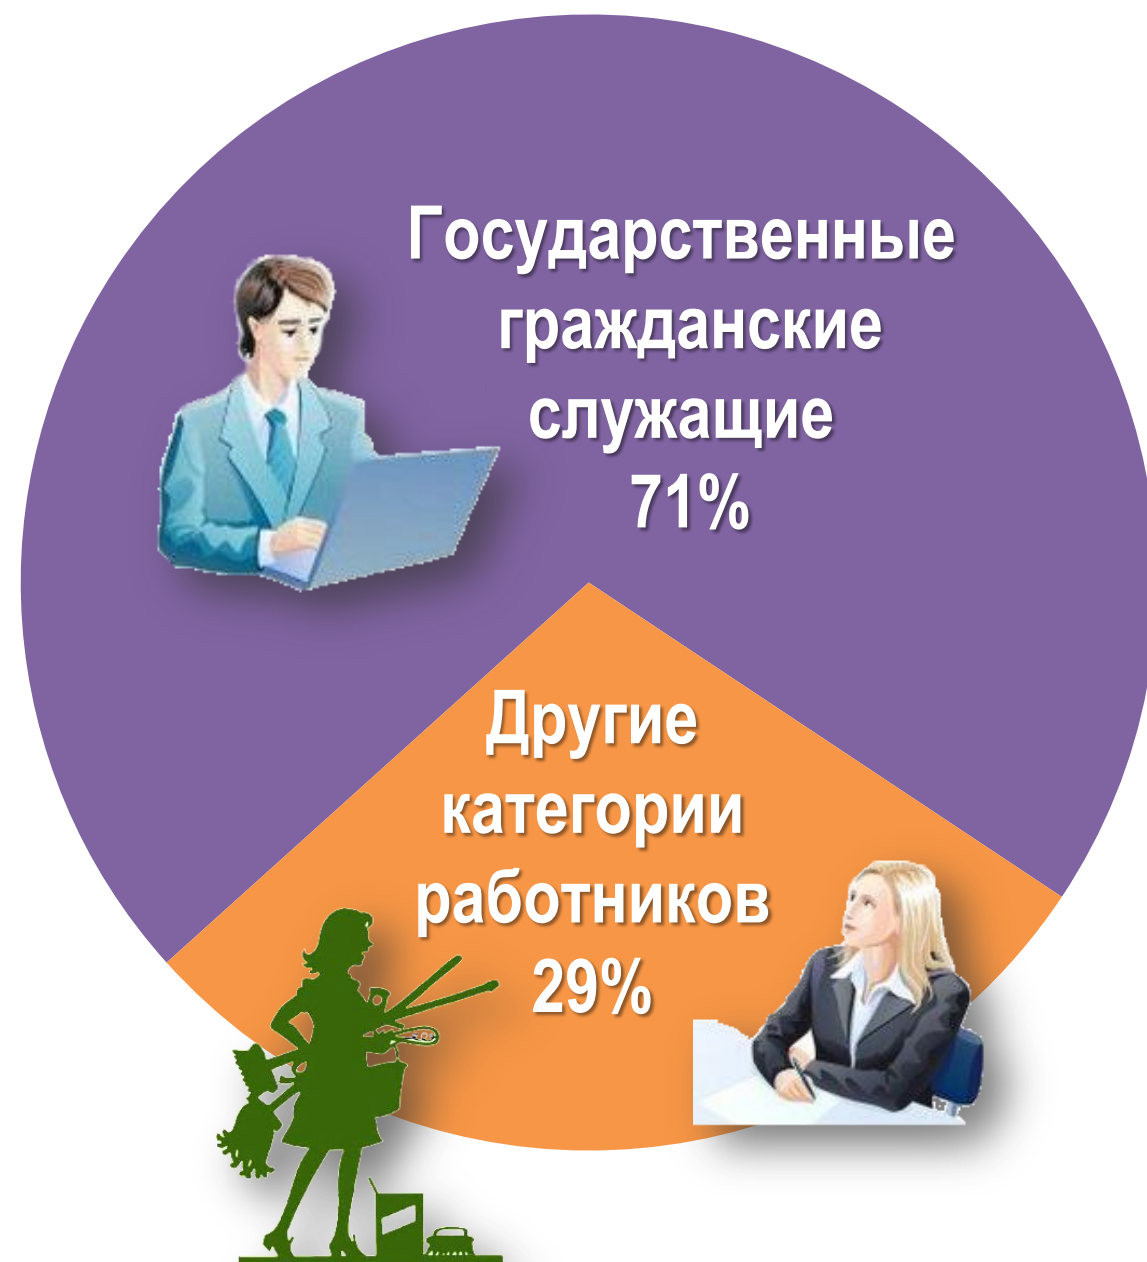 Государственные
гражданские
служащие
71%
Другие
категории
работников
29%